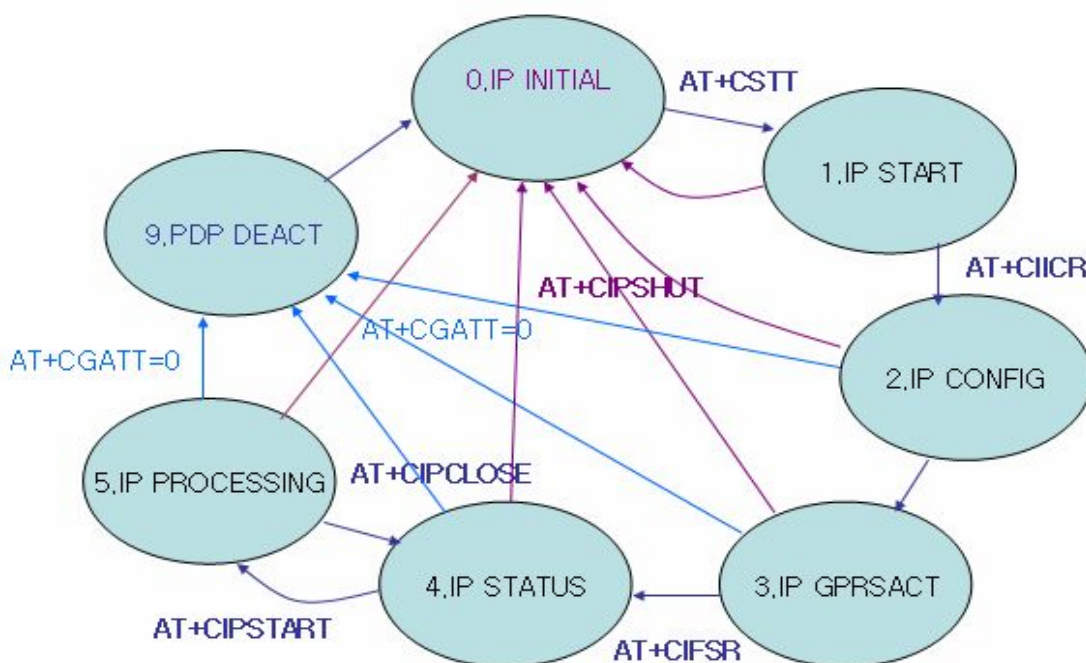 0,IP INITIAL
AT+CSTT
1,IP START
9,PDP DEACT
AT+CIICR
AT+CIPSHUT
AT+CGATT=0
AT+CGATT=0
2,IP CONFIG
5,IP PROCESSING
AT+CIPCLOSE
4,IP STATUS
3,IP GPRSACT
AT+CIPSTART
AT+CIFSR